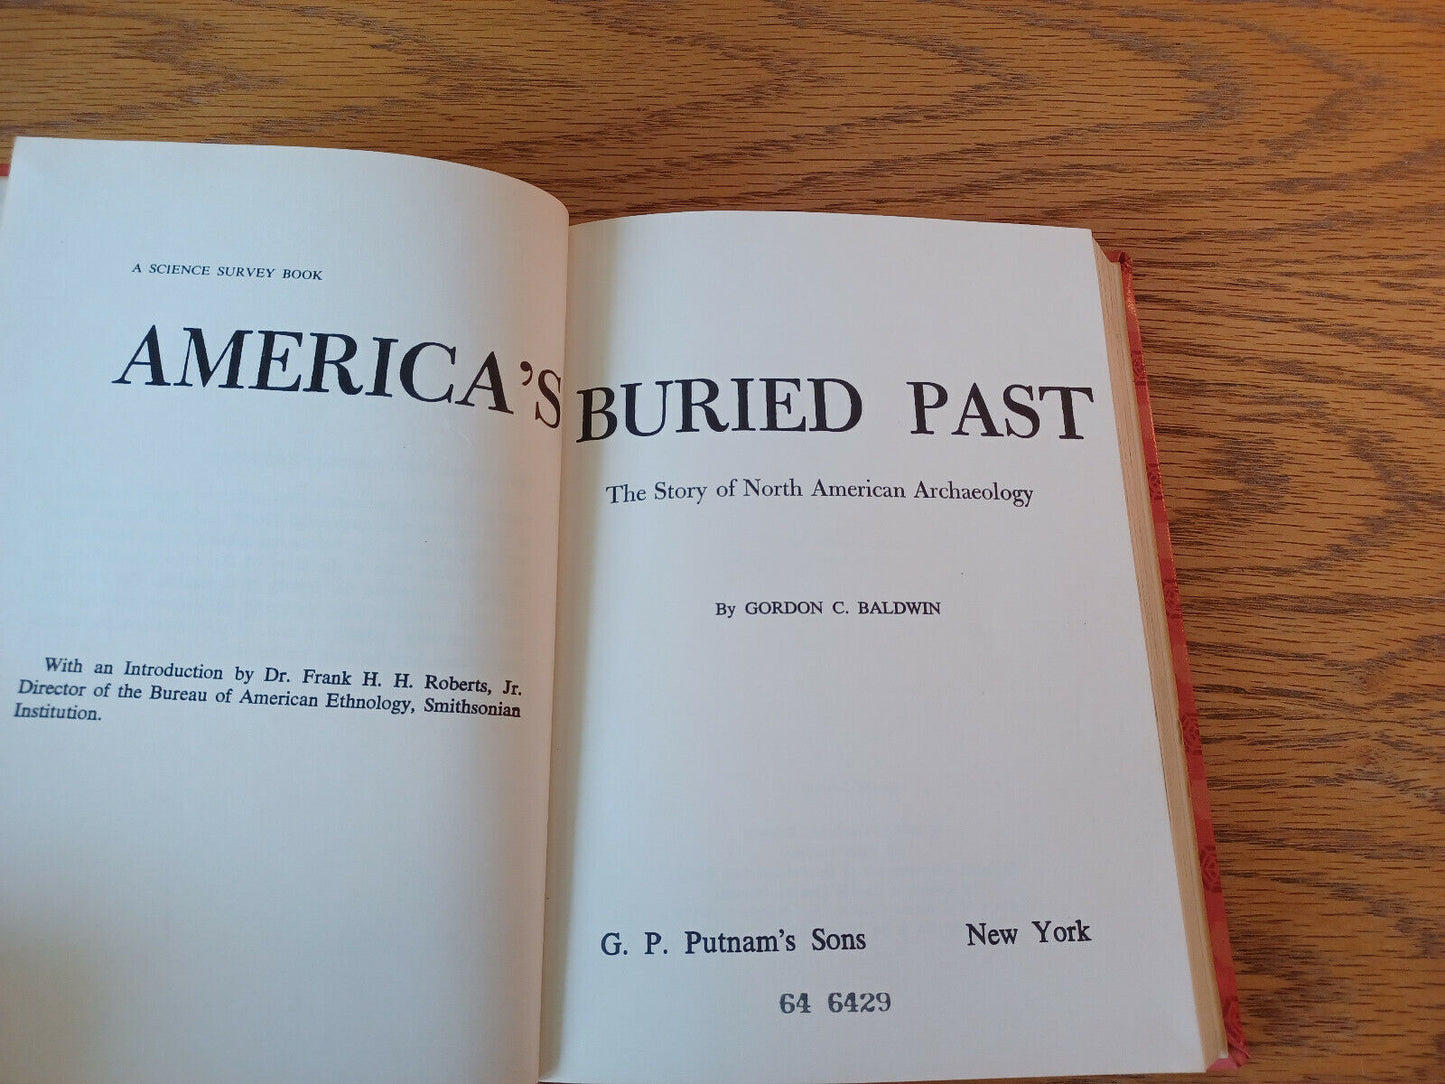 A SCIENCE SURVEY BOOK
AMERICA'S BURIED PAST
The Story of North American Archaeology
By GORDON C. BALDWIN
With an Introduction by Dr. Frank H. H. Roberts, Jr.
Director of the Bureau of American Ethnology, Smithsonian
Institution.
G. P. Putnam's Sons New York
64 6429